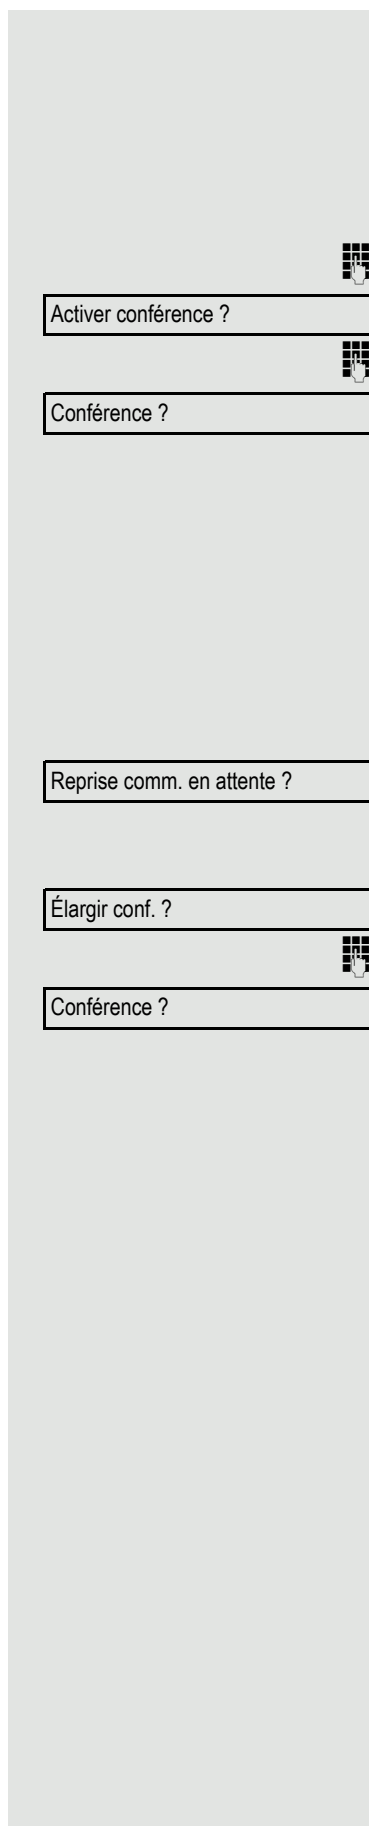 Activer conférence ?
Conférence ?
Reprise comm. en attente ?
Élargir conf. ?
Conférence ?